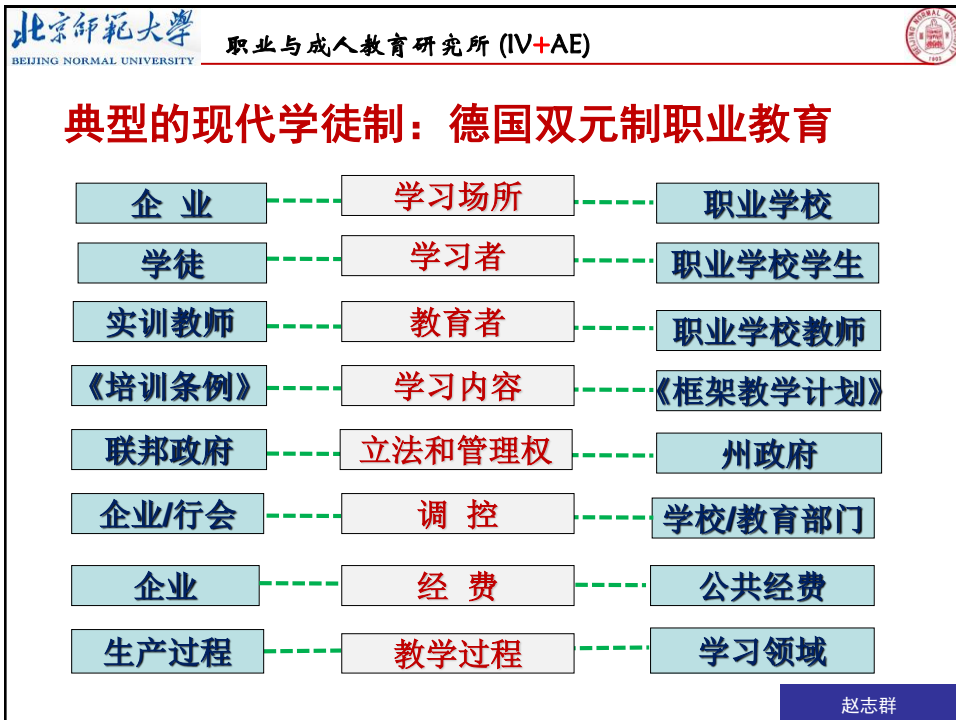 北京师范大学
BEIJING NORMAL UNIVERSITY
职业与成人教育研究所 (IV+AE)
典型的现代学徒制：德国双元制职业教育
企 业 学习场所 职业学校
学徒 学习者 职业学校学生
实训教师 教育者 职业学校教师
《培训条例》 学习内容 《框架教学计划》
联邦政府 立法和管理权 州政府
企业/行会 调 控 学校/教育部门
企业 经 费 公共经费
生产过程 教学过程 学习领域
赵志群